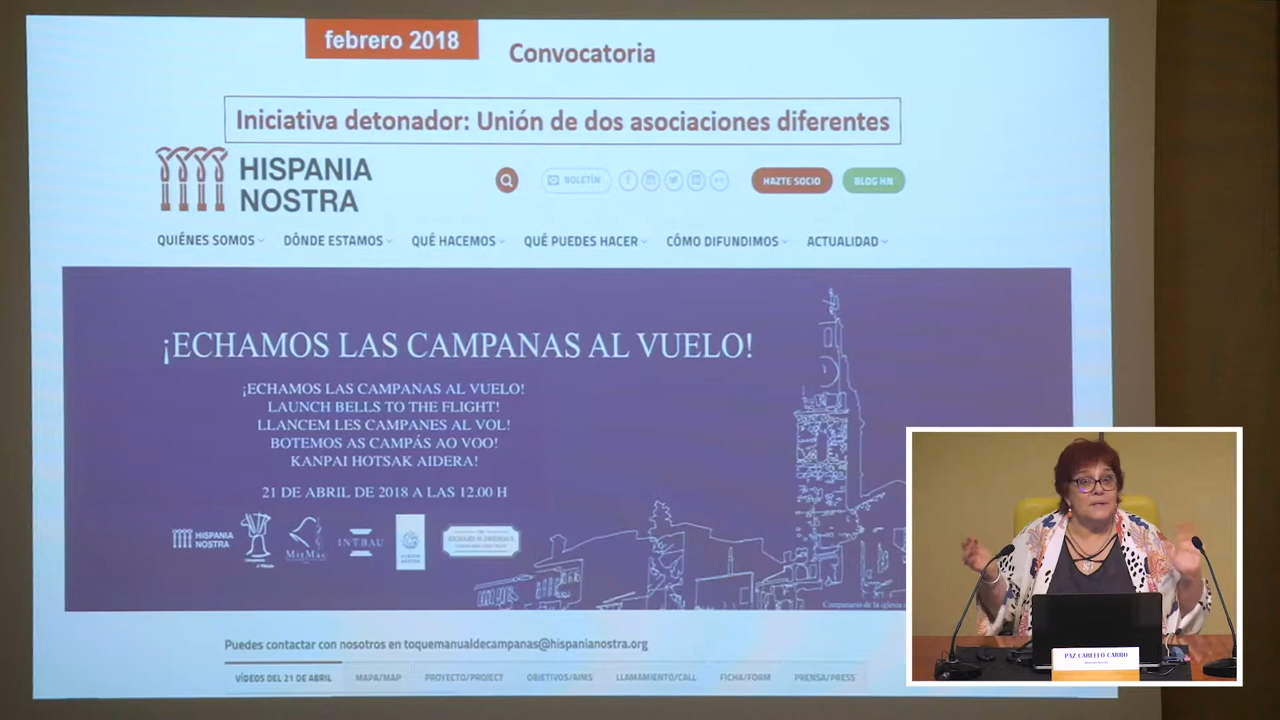 febrero 2018
Convocatoria
Iniciativa detonador: Unión de dos asociaciones diferentes
HISPANIA
NOSTRA
BOLETÍN
HAZTE SOCIO
BLOG HN
QUIÉNES SOMOS
DÓNDE ESTAMOS
QUÉ HACEMOS
QUÉ PUEDES HACER
CÓMO DIFUNDIMOS
ACTUALIDAD
¡ECHAMOS LAS CAMPANAS AL VUELO!
¡ECHAMOS LAS CAMPANAS AL VUELO!
LAUNCH BELLS TO THE FLIGHT!
LLANCEM LES CAMPANES AL VOL!
BOTEMOS AS CAMPÁS AO VOO!
KANPAI HOTSAK AIDERA!
21 DE ABRIL DE 2018 A LAS 12.00 H
HISPANIA
NOSTRA
INTBAU
Campanario de la iglesia
Puedes contactar con nosotros en toquemanualdecampanas@hispanianostra.org
VÍDEOS DEL 21 DE ABRIL
MAPA/MAP
PROYECTO/PROJECT
OBJETIVOS/AIMS
LLAMAMIENTO/CALL
FICHA/FORM
PRENSA/PRESS
PAZ CABELLO CARRO